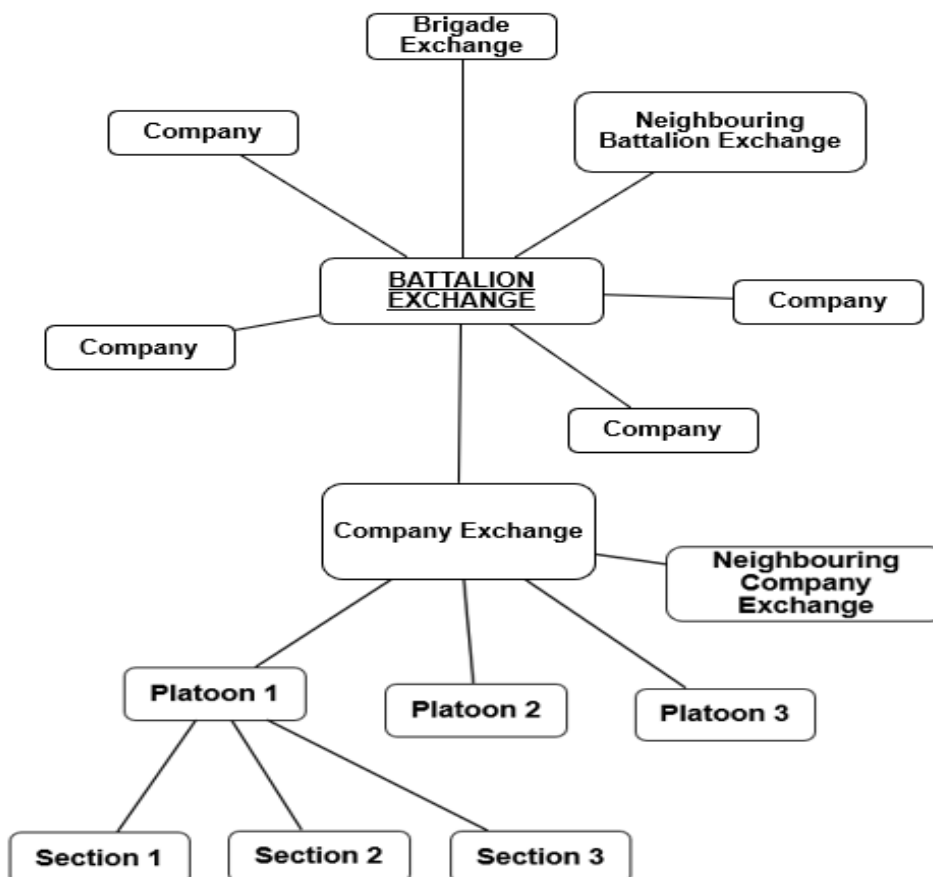 Brigade
Exchange
Company
Neighbouring
Battalion Exchange
BATTALION
EXCHANGE
Company
Company
Company
Company Exchange
Neighbouring
Company
Exchange
Platoon 1
Platoon 2
Platoon 3
Section 1
Section 2
Section 3